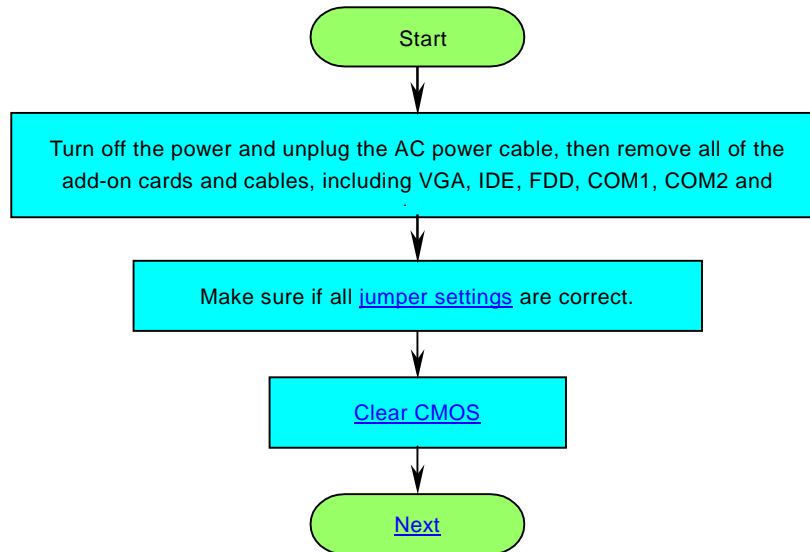 Start
Turn off the power and unplug the AC power cable, then remove all of the
add-on cards and cables, including VGA, IDE, FDD, COM1, COM2 and
Make sure if all jumper settings are correct.
Clear CMOS
Next